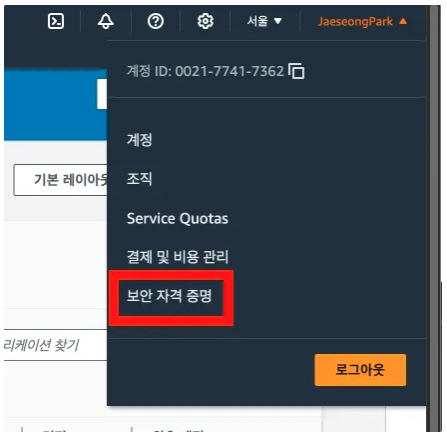 서울 ▼ JaeseongPark ▲
계정 ID: 0021-7741-7362
계정
기본 레이아웃
조직
Service Quotas
결제 및 비용 관리
보안 자격 증명
리케이션 찾기
로그아웃